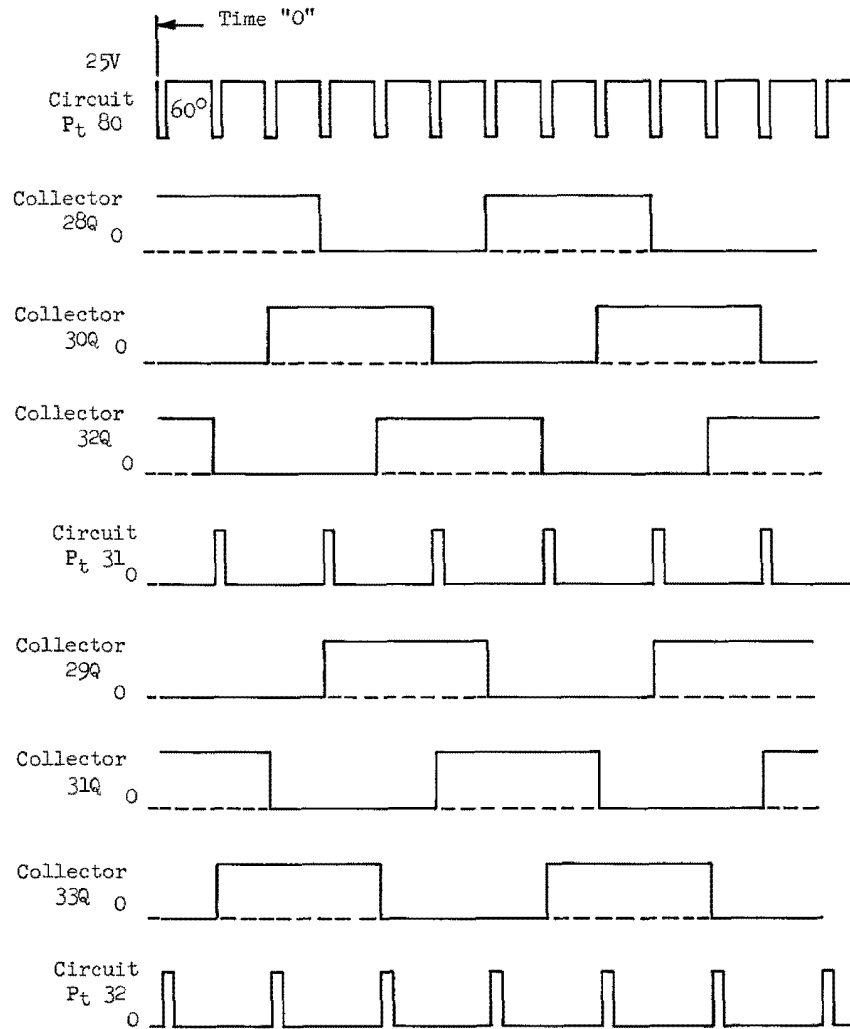 Time "0"
25V
Circuit
Pt 80
60°
Collector
28Q
0
Collector
30Q
0
Collector
32Q
0
Circuit
Pt 31
0
Collector
29Q
0
Collector
31Q
0
Collector
33Q
0
Circuit
Pt 32
0